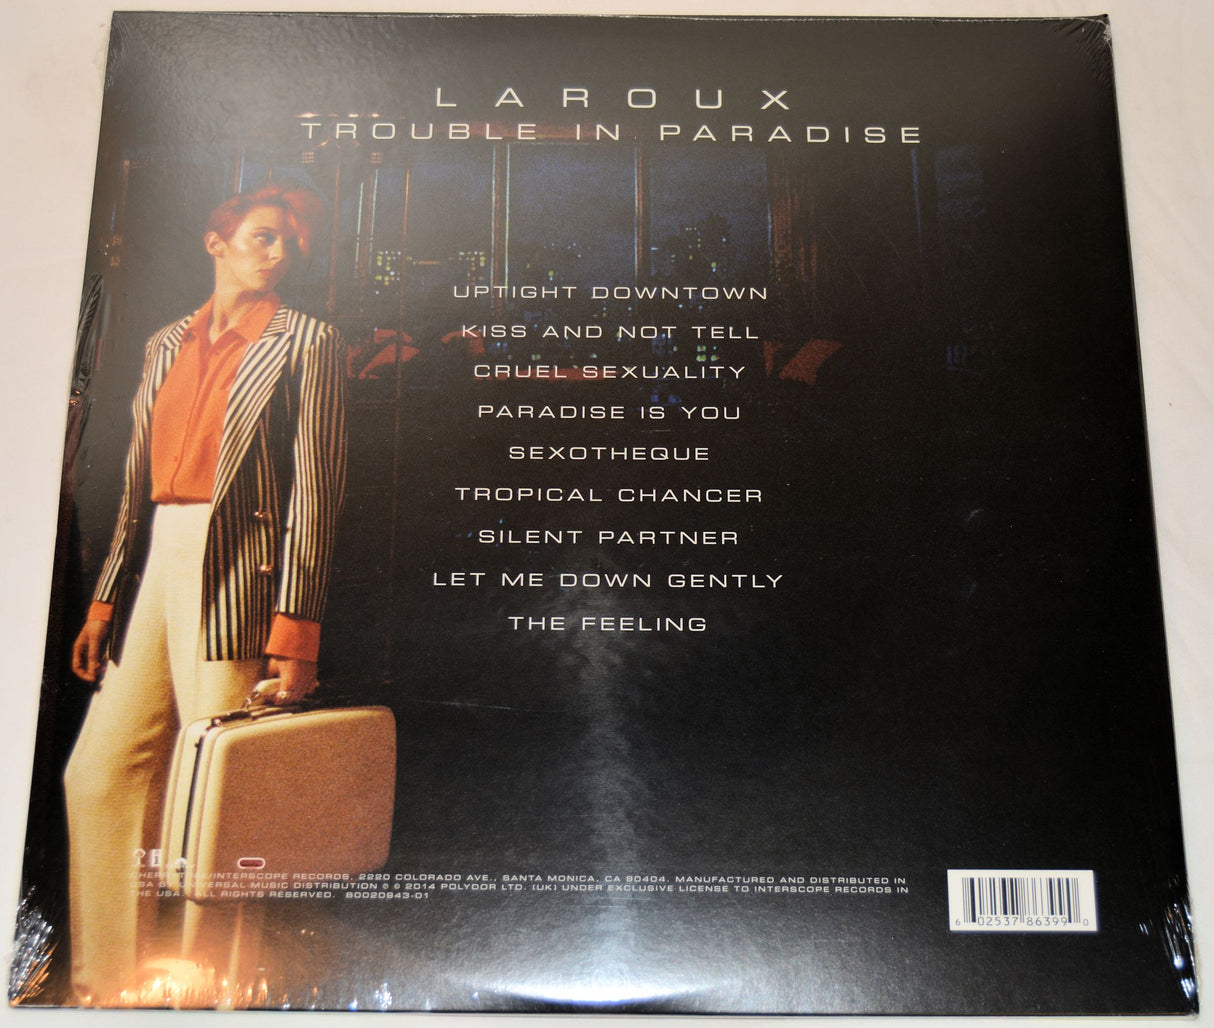 LAROUX
TROUBLE IN PARADISE
UPTIGHT DOWNTOWN
KISS AND NOT TELL
CRUEL SEXUALITY
PARADISE IS YOU
SEXOTHEQUE
TROPICAL CHANCER
SILENT PARTNER
LET ME DOWN GENTLY
THE FEELING
CHERRYTREE/INTERSCOPE RECORDS, 2220 COLORADO AVE., SANTA MONICA, CA 90404. MANUFACTURED AND DISTRIBUTED IN
USA BY UNIVERSAL MUSIC DISTRIBUTION ℗ © 2014 POLYDOR LTD. (UK) UNDER EXCLUSIVE LICENSE TO INTERSCOPE RECORDS IN
THE USA. ALL RIGHTS RESERVED. B0020943-01
6 02537 86399 0